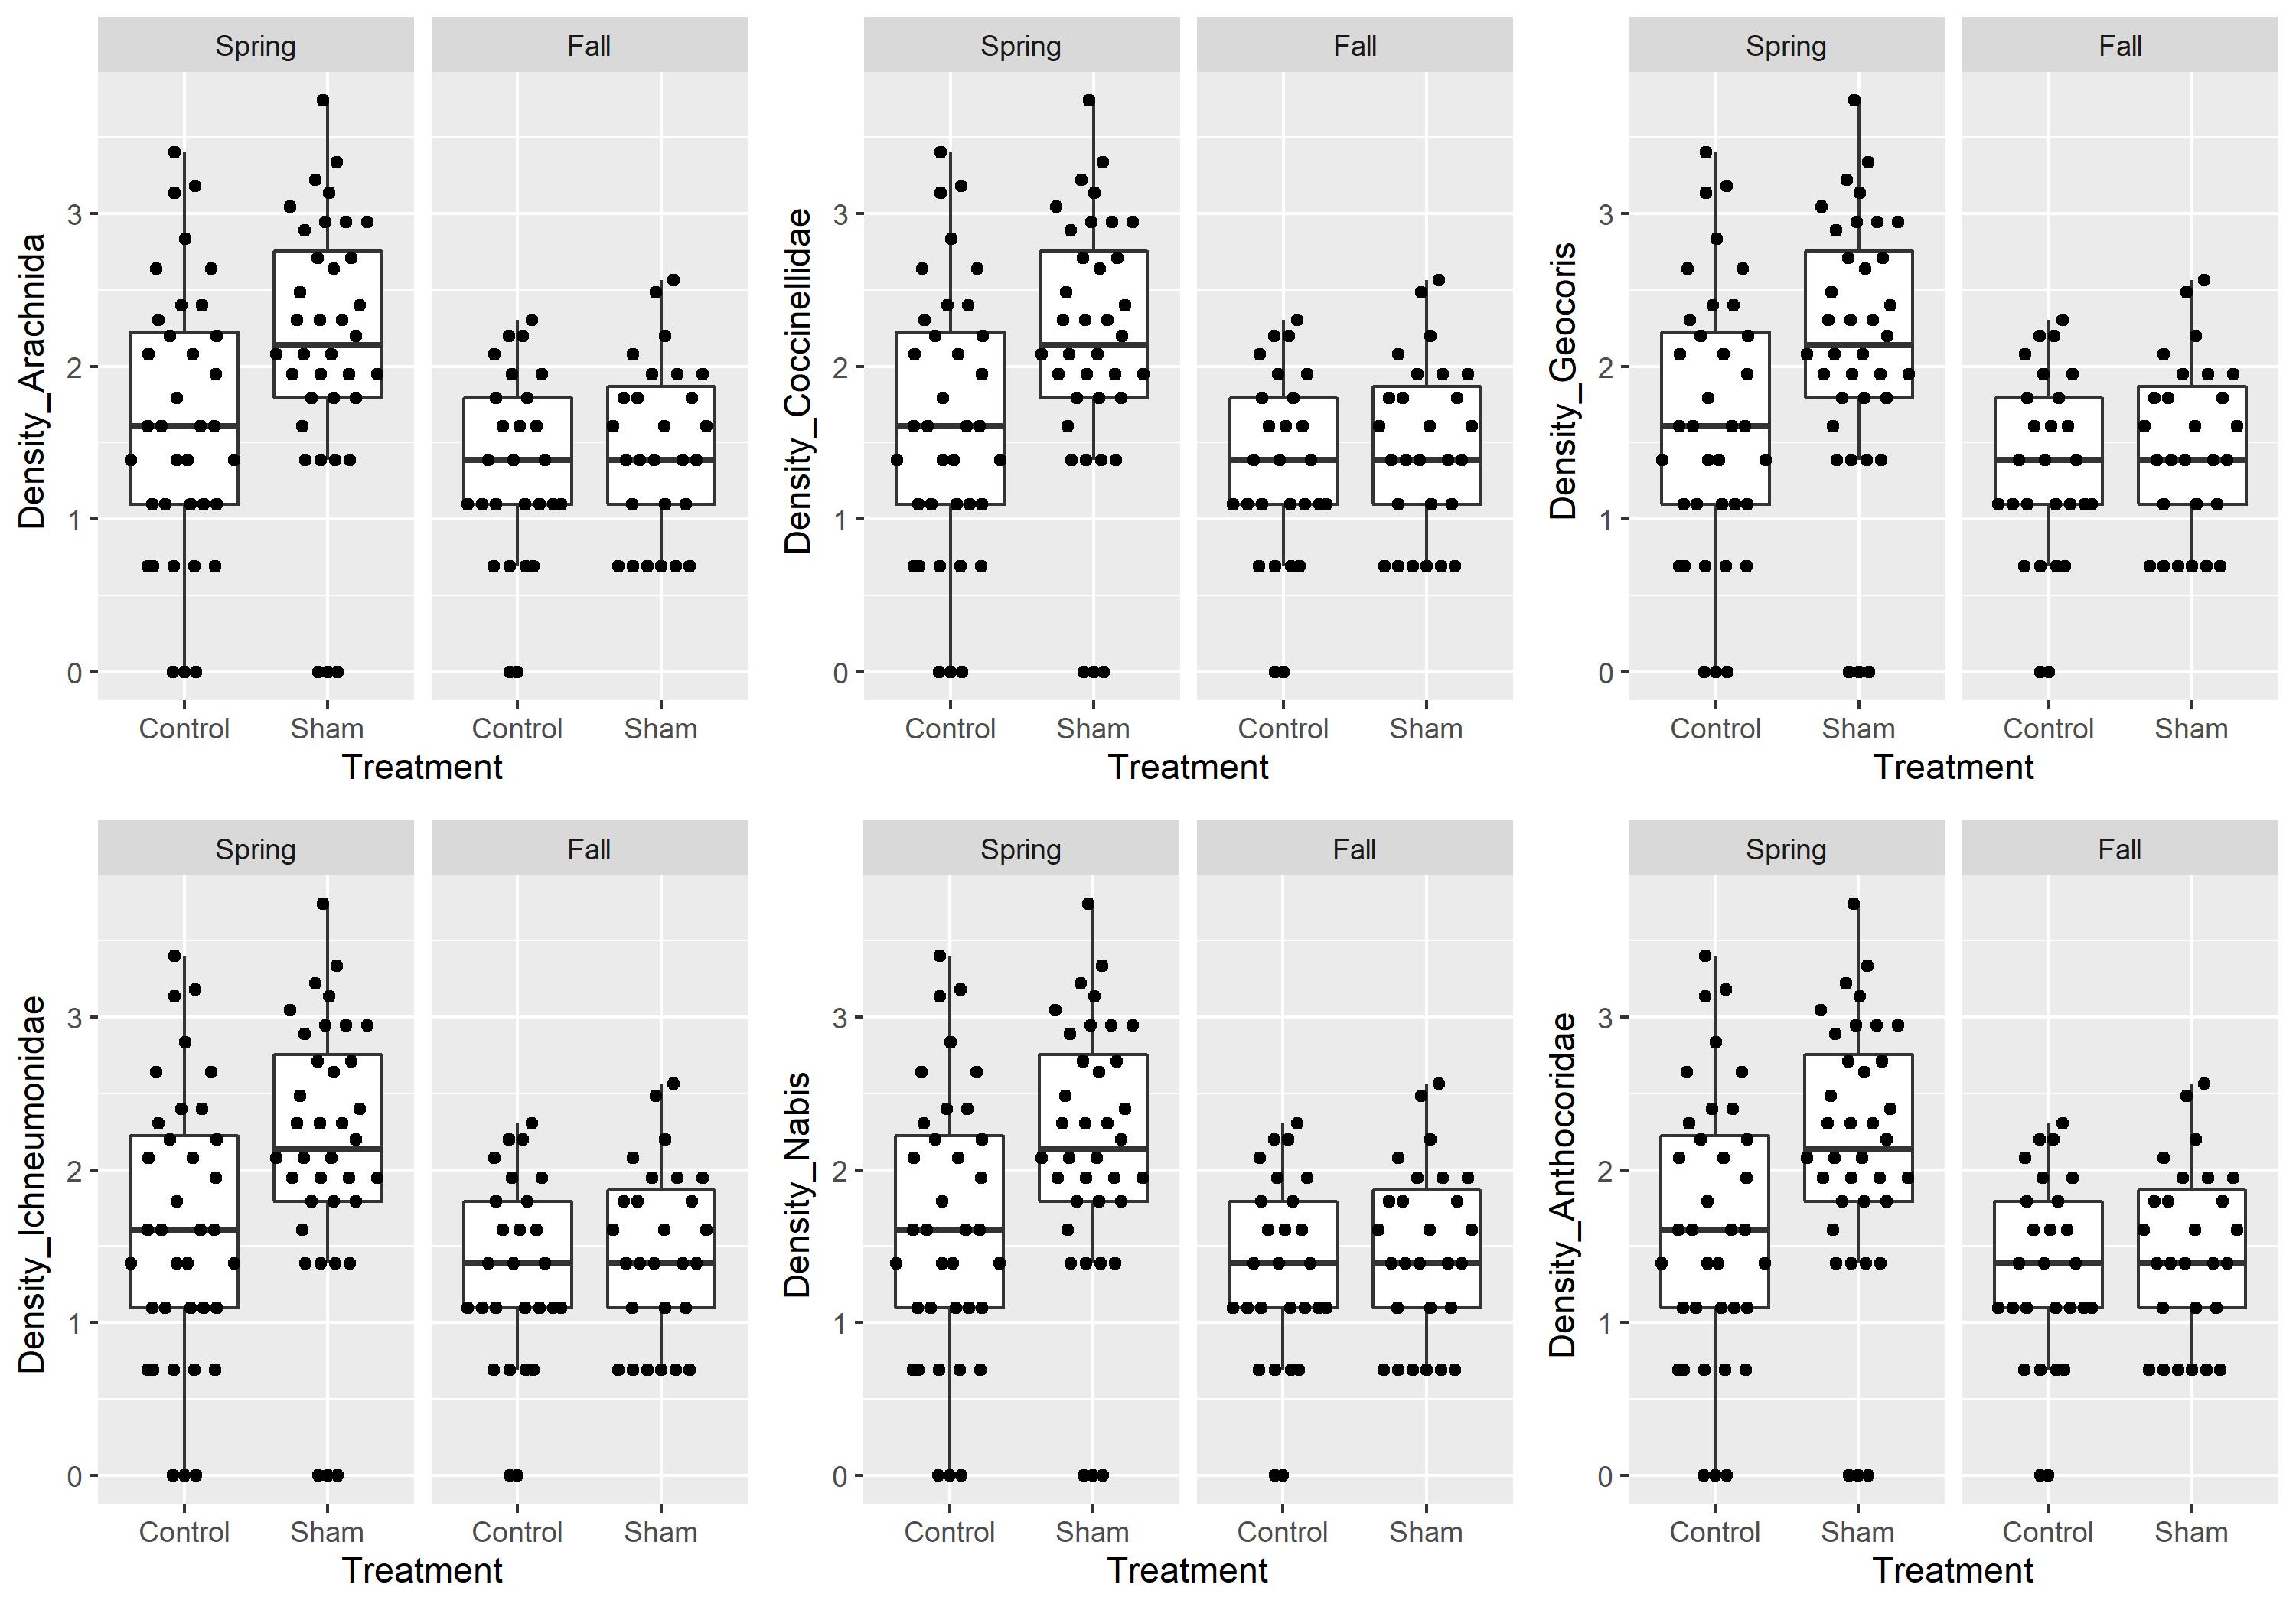 Spring Fall
Density_Arachnida
3
2
1
0
Control Sham Control Sham
Treatment
Spring Fall
Density_Coccinellidae
3
2
1
0
Control Sham Control Sham
Treatment
Spring Fall
Density_Geocoris
3
2
1
0
Control Sham Control Sham
Treatment
Spring Fall
Density_Ichneumonidae
3
2
1
0
Control Sham Control Sham
Treatment
Spring Fall
Density_Nabis
3
2
1
0
Control Sham Control Sham
Treatment
Spring Fall
Density_Anthocoridae
3
2
1
0
Control Sham Control Sham
Treatment